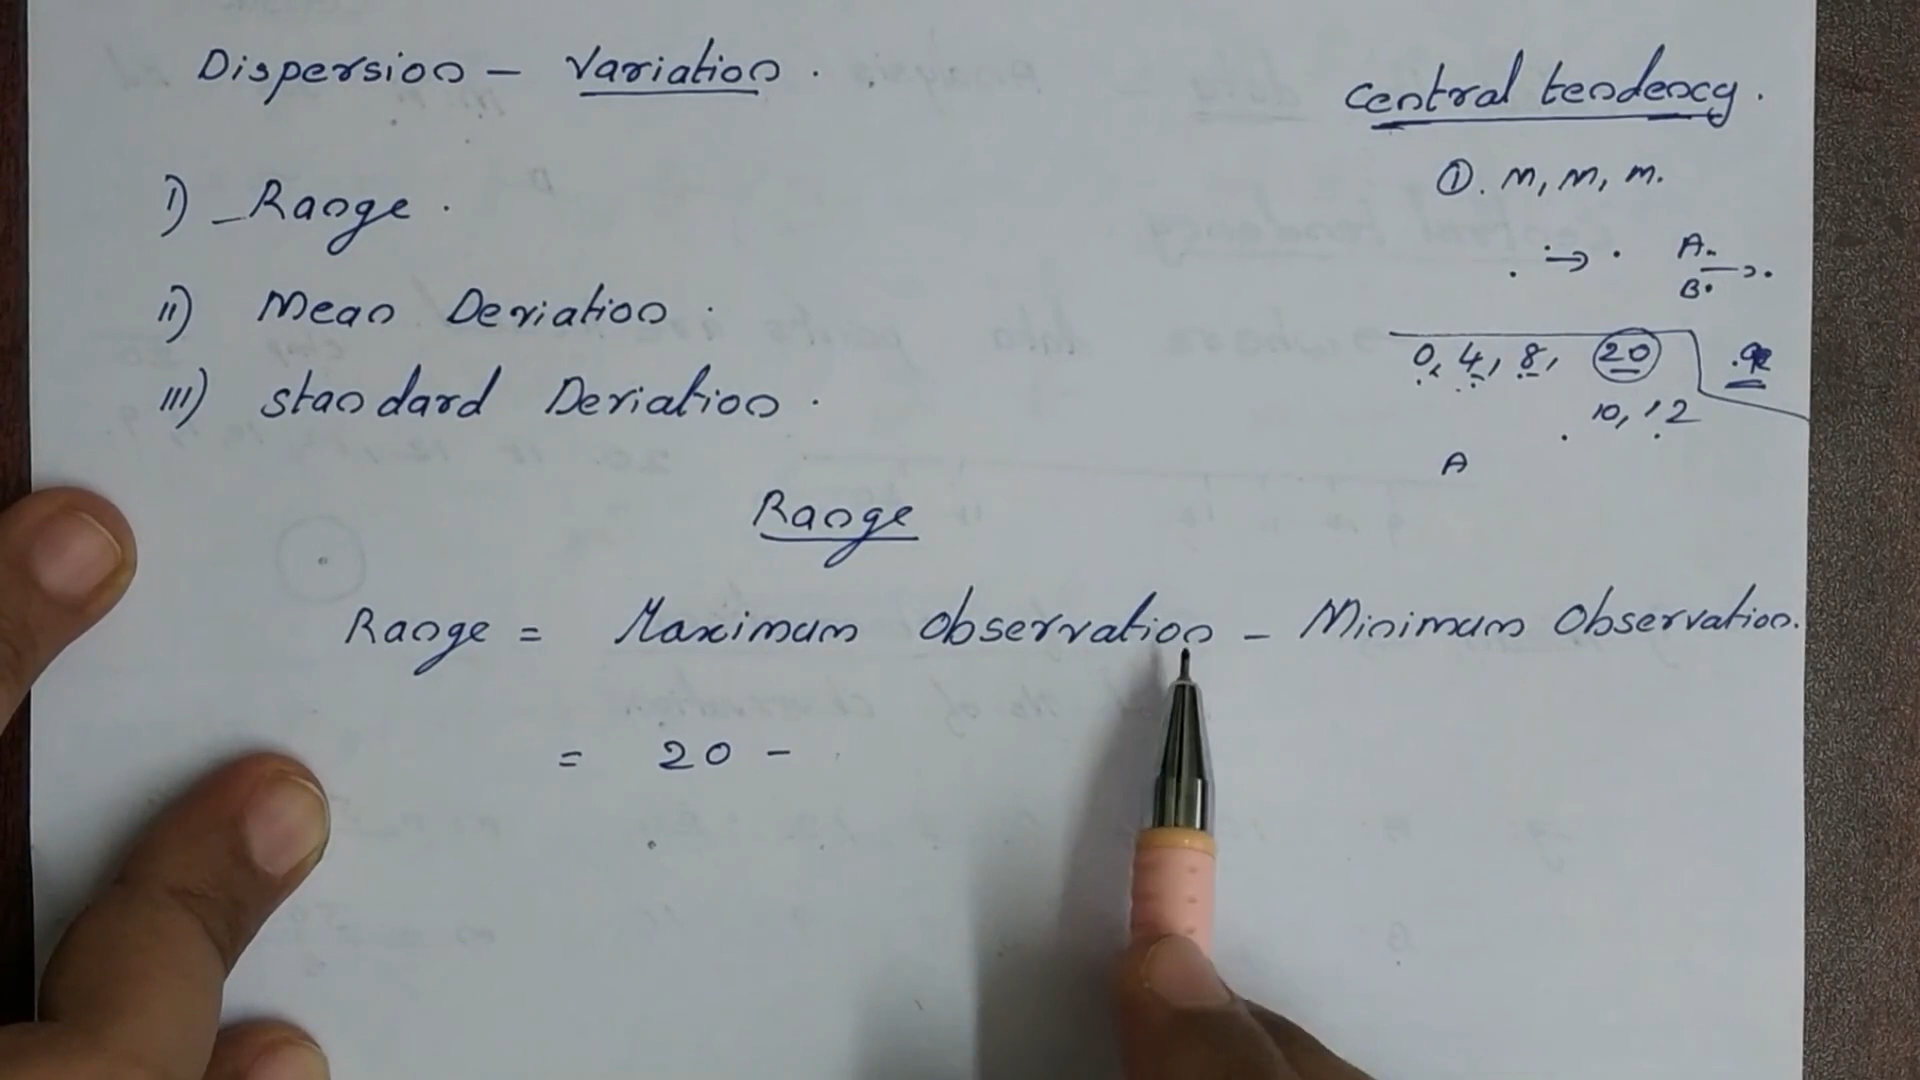 Dispersion – Variation.
i) Range.
ii) Mean Deviation.
iii) Standard Deviation.
Central tendency.
①. m, m, m.
. → .
A.
B.
0, 4, 8, 20
10, 12
A
Range
Range = Maximum Observation – Minimum Observation.
= 20 –